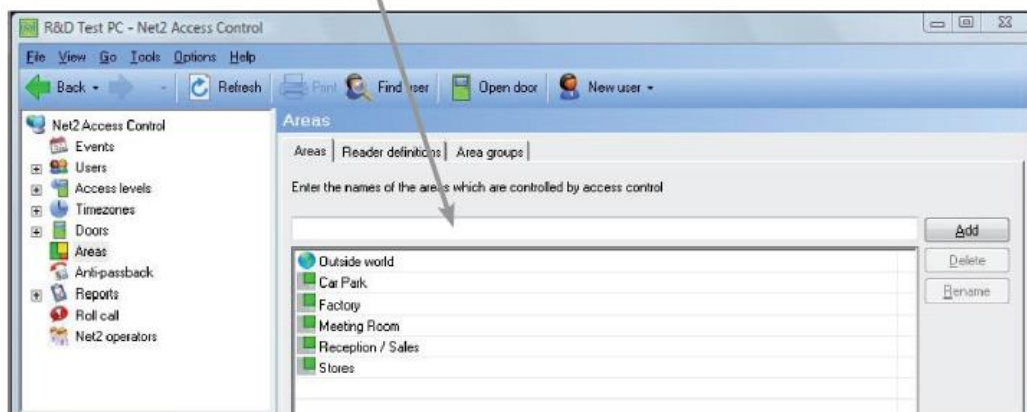 R&D Test PC - Net2 Access Control
File View Go Tools Options Help
Back Refresh Print Find user Open door New user
Net2 Access Control
Events
Users
Access levels
Timezones
Doors
Areas
Anti-passback
Reports
Roll call
Net2 operators
Areas
Areas Reader definitions Area groups
Enter the names of the areas which are controlled by access control
Add
Delete
Rename
Outside world
Car Park
Factory
Meeting Room
Reception / Sales
Stores